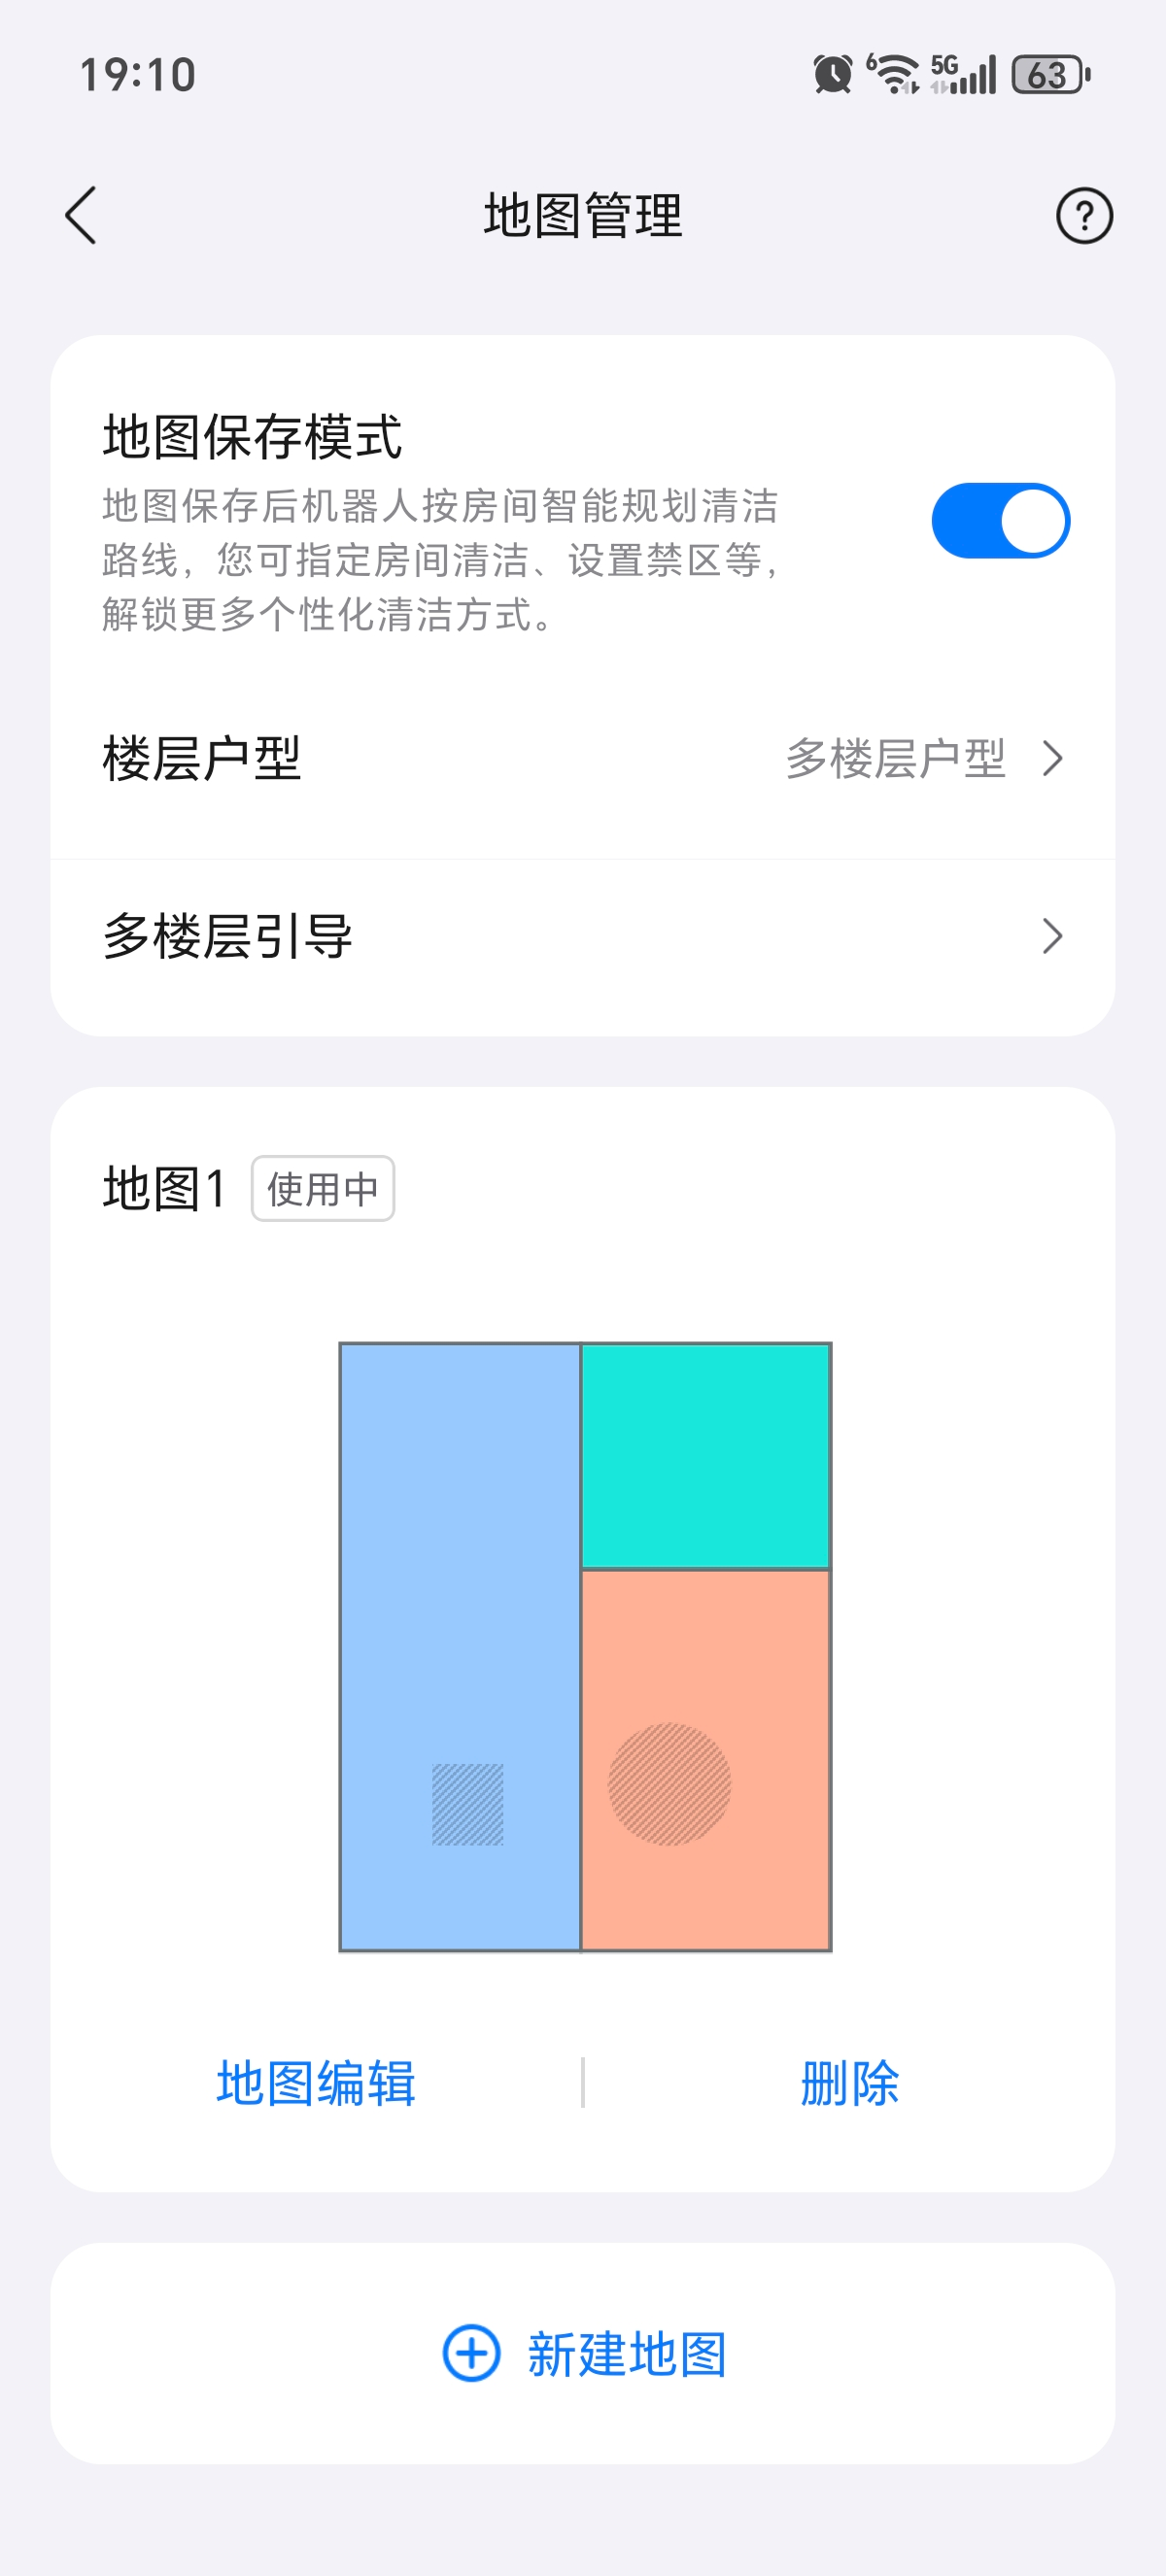 19:10
6
5G
63
地图管理
?
地图保存模式
地图保存后机器人按房间智能规划清洁
路线，您可指定房间清洁、设置禁区等，
解锁更多个性化清洁方式。
楼层户型
多楼层户型
多楼层引导
地图1
使用中
地图编辑
删除
新建地图